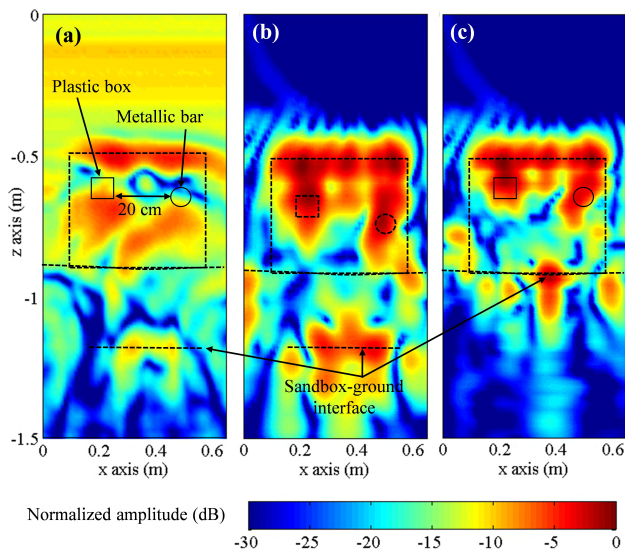 (a)
(b)
(c)
Plastic box
Metallic bar
20 cm
Sandbox-ground
interface
z axis (m)
0
-0.5
-1
-1.5
0 0.2 0.4 0.6
x axis (m)
0 0.2 0.4 0.6
x axis (m)
0 0.2 0.4 0.6
x axis (m)
Normalized amplitude (dB)
−30 −25 −20 −15 −10 −5 0